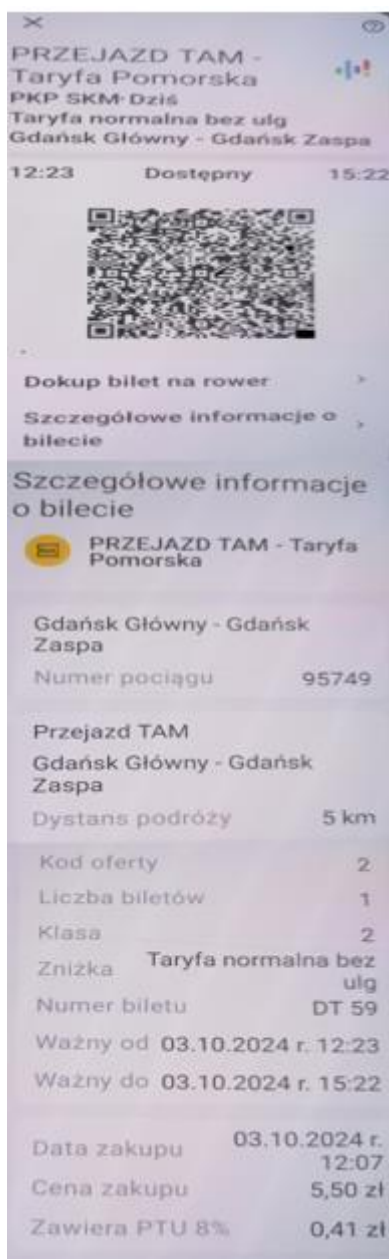 PRZEJAZD TAM -
Taryfa Pomorska
PKP SKM· Dziś
Taryfa normalna bez ulg
Gdańsk Główny - Gdańsk Zaspa
12:23 Dostępny 15:22
Dokup bilet na rower >
Szczegółowe informacje o >
bilecie
Szczegółowe informacje
o bilecie
PRZEJAZD TAM - Taryfa
Pomorska
Gdańsk Główny - Gdańsk
Zaspa
Numer pociągu 95749
Przejazd TAM
Gdańsk Główny - Gdańsk
Zaspa
Dystans podróży 5 km
Kod oferty 2
Liczba biletów 1
Klasa 2
Zniżka Taryfa normalna bez
ulg
Numer biletu DT 59
Ważny od 03.10.2024 r. 12:23
Ważny do 03.10.2024 r. 15:22
Data zakupu 03.10.2024 r.
12:07
Cena zakupu 5,50 zł
Zawiera PTU 8% 0,41 zł